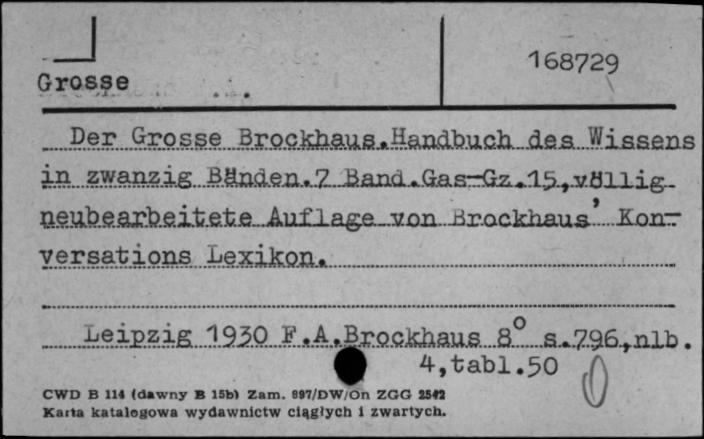 168729
Grosse
Der Grosse Brockhaus.Handbuch des Wissens
in zwanzig Bänden.7 Band.Gas-Gz.15.,völlig
neubearbeitete Auflage von Brockhaus' Kon-
versations Lexikon.
Leipzig 1930 F.A.Brockhaus 8° s.796,nlb.
4,tabl.50
CWD B 114 (dawny B 15b) Zam. 897/DW/On ZGG 2542
Karta katalogowa wydawnictw ciągłych i zwartych.